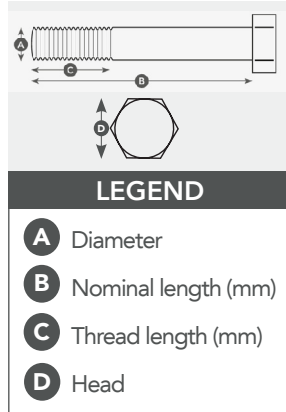 A
C
B
D
LEGEND
A Diameter
B Nominal length (mm)
C Thread length (mm)
D Head